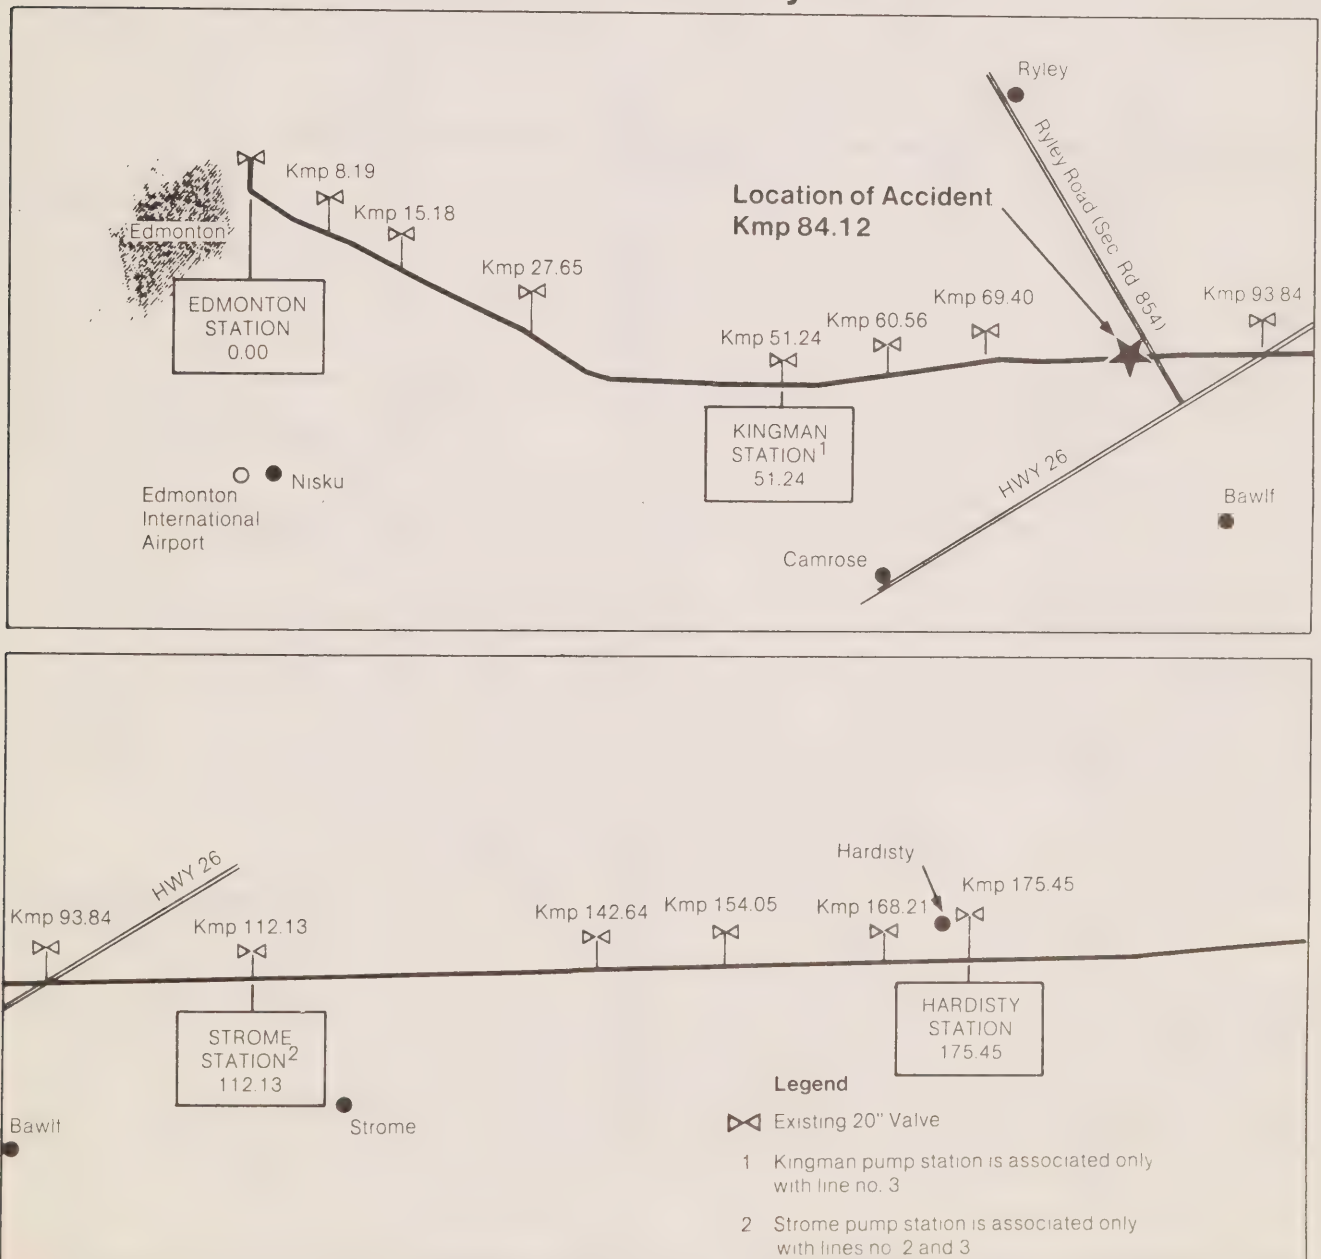 Ryley
Ryley Road (Sec. Rd 854)
Kmp 8.19
Kmp 15.18
Location of Accident
Kmp 84.12
Edmonton
Kmp 27.65
Kmp 69.40
Kmp 93 84
Kmp 60.56
Kmp 51.24
EDMONTON
STATION
0.00
KINGMAN
STATION1
51.24
HWY 26
Nisku
Edmonton
International
Airport
Bawlf
Camrose
HWY 26
Hardisty
Kmp 175.45
Kmp 93.84
Kmp 112.13
Kmp 142.64
Kmp 154.05
Kmp 168.21
STROME
STATION2
112.13
HARDISTY
STATION
175.45
Bawlf
Strome
Legend
Existing 20" Valve
1 Kingman pump station is associated only
with line no. 3
2 Strome pump station is associated only
with lines no 2 and 3